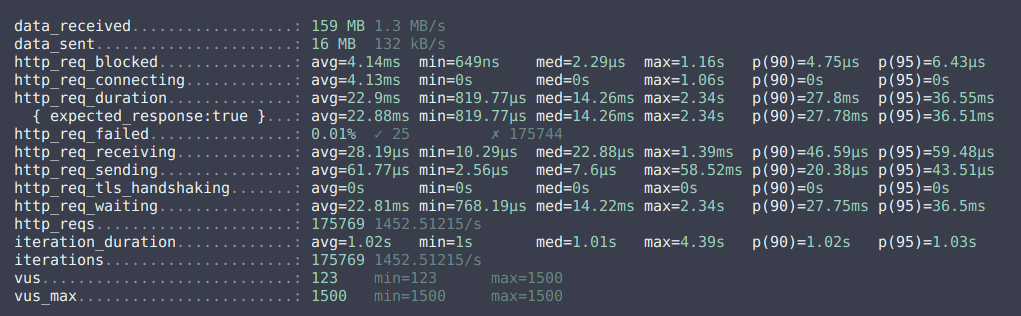 data_received..................: 159 MB 1.3 MB/s
data_sent......................: 16 MB  132 kB/s
http_req_blocked...............: avg=4.14ms  min=649ns    med=2.29µs  max=1.16s   p(90)=4.75µs  p(95)=6.43µs
http_req_connecting............: avg=4.13ms  min=0s       med=0s      max=1.06s   p(90)=0s      p(95)=0s
http_req_duration..............: avg=22.9ms  min=819.77µs med=14.26ms max=2.34s   p(90)=27.8ms  p(95)=36.55ms
  { expected_response:true }...: avg=22.88ms min=819.77µs med=14.26ms max=2.34s   p(90)=27.78ms p(95)=36.51ms
http_req_failed................: 0.01%  ✓ 25         ✗ 175744
http_req_receiving.............: avg=28.19µs min=10.29µs  med=22.88µs max=1.39ms  p(90)=46.59µs p(95)=59.48µs
http_req_sending...............: avg=61.77µs min=2.56µs   med=7.6µs   max=58.52ms p(90)=20.38µs p(95)=43.51µs
http_req_tls_handshaking.......: avg=0s      min=0s       med=0s      max=0s      p(90)=0s      p(95)=0s
http_req_waiting...............: avg=22.81ms min=768.19µs med=14.22ms max=2.34s   p(90)=27.75ms p(95)=36.5ms
http_reqs......................: 175769 1452.51215/s
iteration_duration.............: avg=1.02s   min=1s       med=1.01s   max=4.39s   p(90)=1.02s   p(95)=1.03s
iterations.....................: 175769 1452.51215/s
vus............................: 123    min=123      max=1500
vus_max........................: 1500   min=1500     max=1500